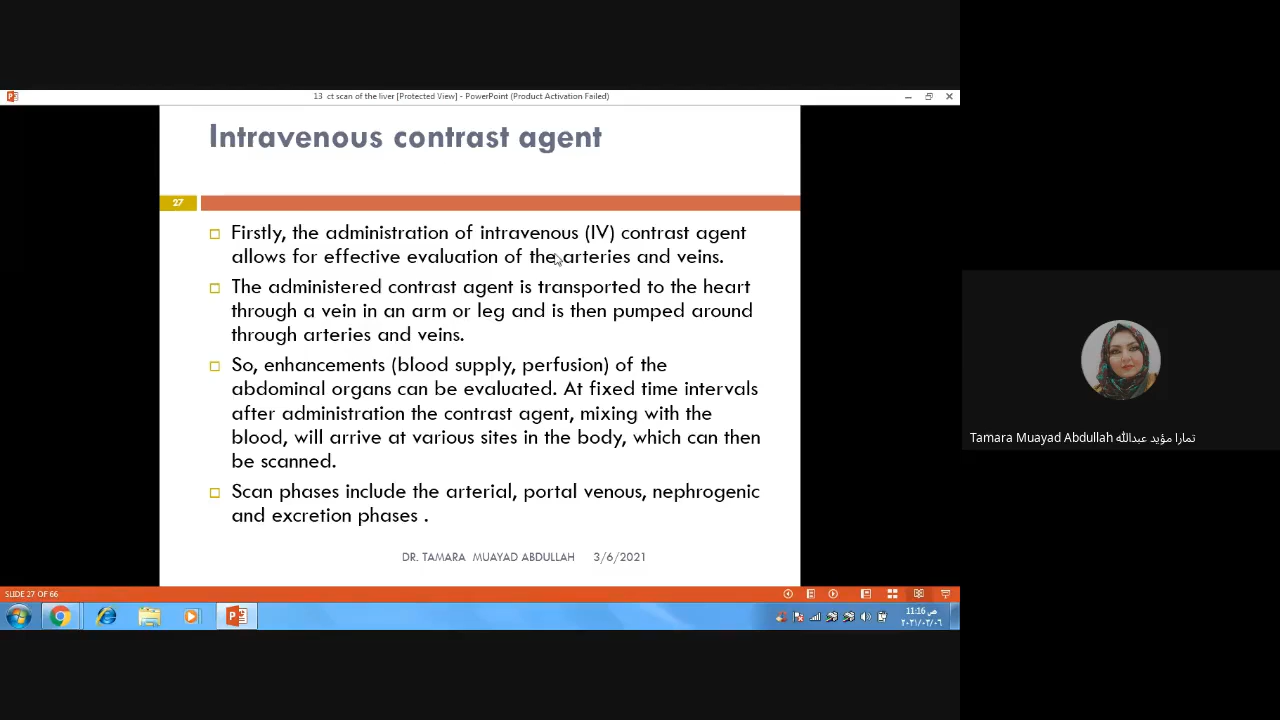 13 ct scan of the liver [Protected View] - PowerPoint (Product Activation Failed)
Intravenous contrast agent
27
Firstly, the administration of intravenous (IV) contrast agent
allows for effective evaluation of the arteries and veins.
The administered contrast agent is transported to the heart
through a vein in an arm or leg and is then pumped around
through arteries and veins.
So, enhancements (blood supply, perfusion) of the
abdominal organs can be evaluated. At fixed time intervals
after administration the contrast agent, mixing with the
blood, will arrive at various sites in the body, which can then
be scanned.
Scan phases include the arterial, portal venous, nephrogenic
and excretion phases .
DR. TAMARA MUAYAD ABDULLAH 3/6/2021
SLIDE 27 OF 66
11:16 ص
٢٠٢١/٠٣/٠٦
Tamara Muayad Abdullah تمارا مؤيد عبدالله